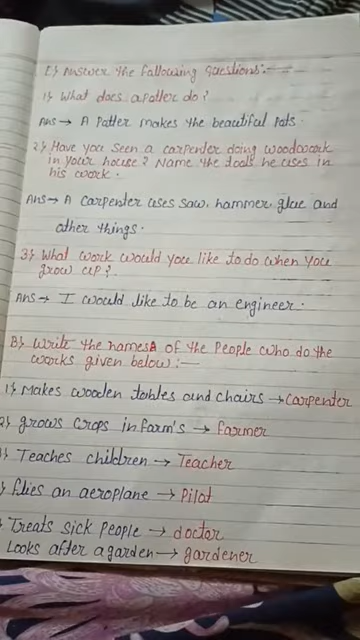 E) Answer the following questions:-
1) What does a potter do?
Ans → A Potter makes the beautiful pots.
2) Have you seen a carpenter doing woodwork
in your house? Name the tools he uses in
his work.
Ans → A carpenter uses saw, hammer, glue and
other things.
3) What work would you like to do when you
grow up?
Ans → I would like to be an engineer.
B) Write the names of the People who do the
works given below:-
1) Makes wooden tables and chairs → Carpenter
2) grows crops in farm's → Farmer
) Teaches children → Teacher
) flies an aeroplane → Pilot
Treats sick people → doctor
Looks after a garden → gardener